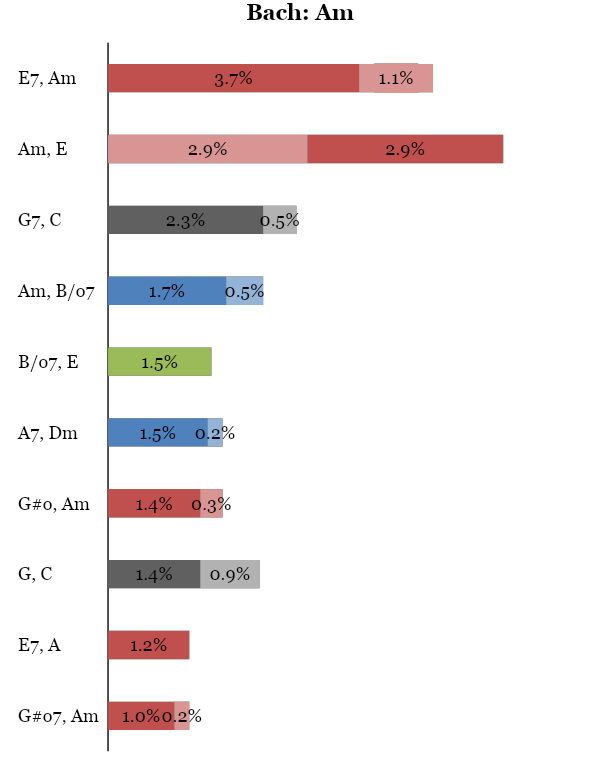 Bach: Am
E7, Am 3.7% 1.1%
Am, E 2.9% 2.9%
G7, C 2.3% 0.5%
Am, B/o7 1.7% 0.5%
B/o7, E 1.5%
A7, Dm 1.5% 0.2%
G#o, Am 1.4% 0.3%
G, C 1.4% 0.9%
E7, A 1.2%
G#o7, Am 1.0% 0.2%